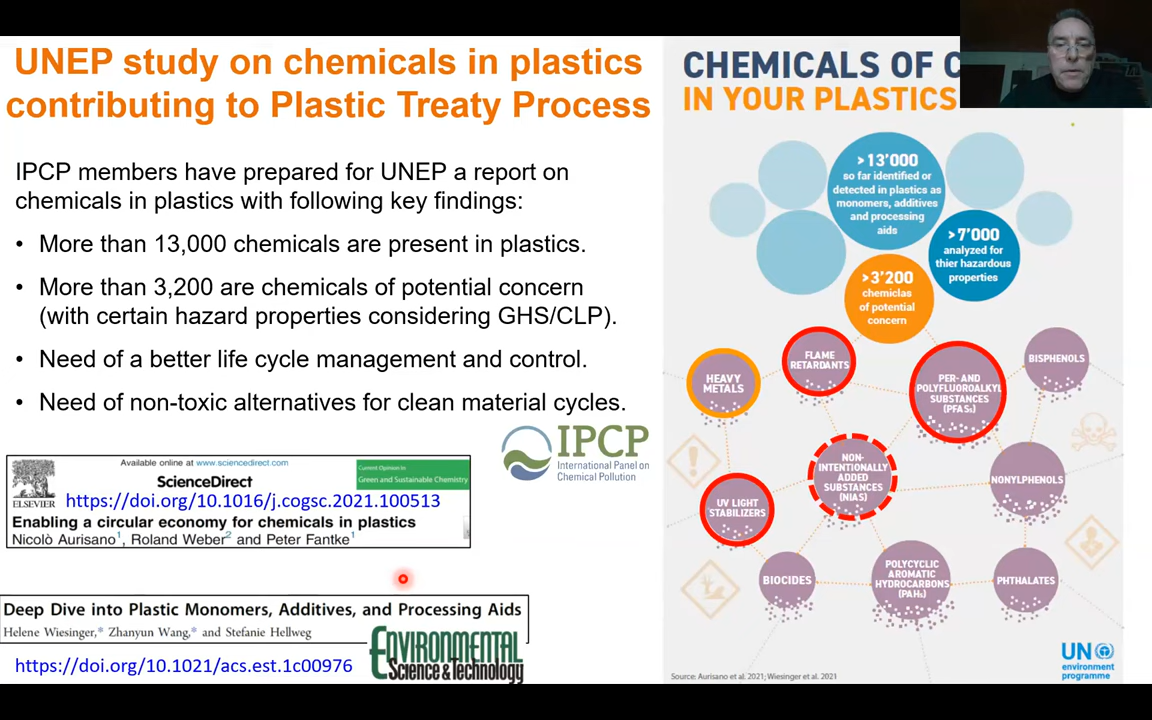 UNEP study on chemicals in plastics
contributing to Plastic Treaty Process
IPCP members have prepared for UNEP a report on
chemicals in plastics with following key findings:
• More than 13,000 chemicals are present in plastics.
• More than 3,200 are chemicals of potential concern
(with certain hazard properties considering GHS/CLP).
• Need of a better life cycle management and control.
• Need of non-toxic alternatives for clean material cycles.
IPCP
International Panel on
Chemical Pollution
ELSEVIER
Available online at www.sciencedirect.com
ScienceDirect
Current Opinion in
Green and Sustainable Chemistry
https://doi.org/10.1016/j.cogsc.2021.100513
Enabling a circular economy for chemicals in plastics
Nicolò Aurisano¹, Roland Weber² and Peter Fantke¹
Deep Dive into Plastic Monomers, Additives, and Processing Aids
Helene Wiesinger,* Zhanyun Wang,* and Stefanie Hellweg
https://doi.org/10.1021/acs.est.1c00976
ENVIRONMENTAL
Science & Technology
CHEMICALS OF C
IN YOUR PLASTICS
>13'000
so far identified or
detected in plastics as
monomers, additives
and processing
aids
>7'000
analyzed for
thier hazardous
properties
>3'200
chemiclas
of potential
concern
HEAVY
METALS
FLAME
RETARDANTS
PER- AND
POLYFLUOROALKYL
SUBSTANCES
(PFASs)
BISPHENOLS
NON-
INTENTIONALLY
ADDED
SUBSTANCES
(NIAS)
NONYLPHENOLS
UV LIGHT
STABILIZERS
BIOCIDES
POLYCYCLIC
AROMATIC
HYDROCARBONS
(PAHs)
PHTHALATES
UN
environment
programme
Source: Aurisano et al. 2021; Wiesinger et al. 2021